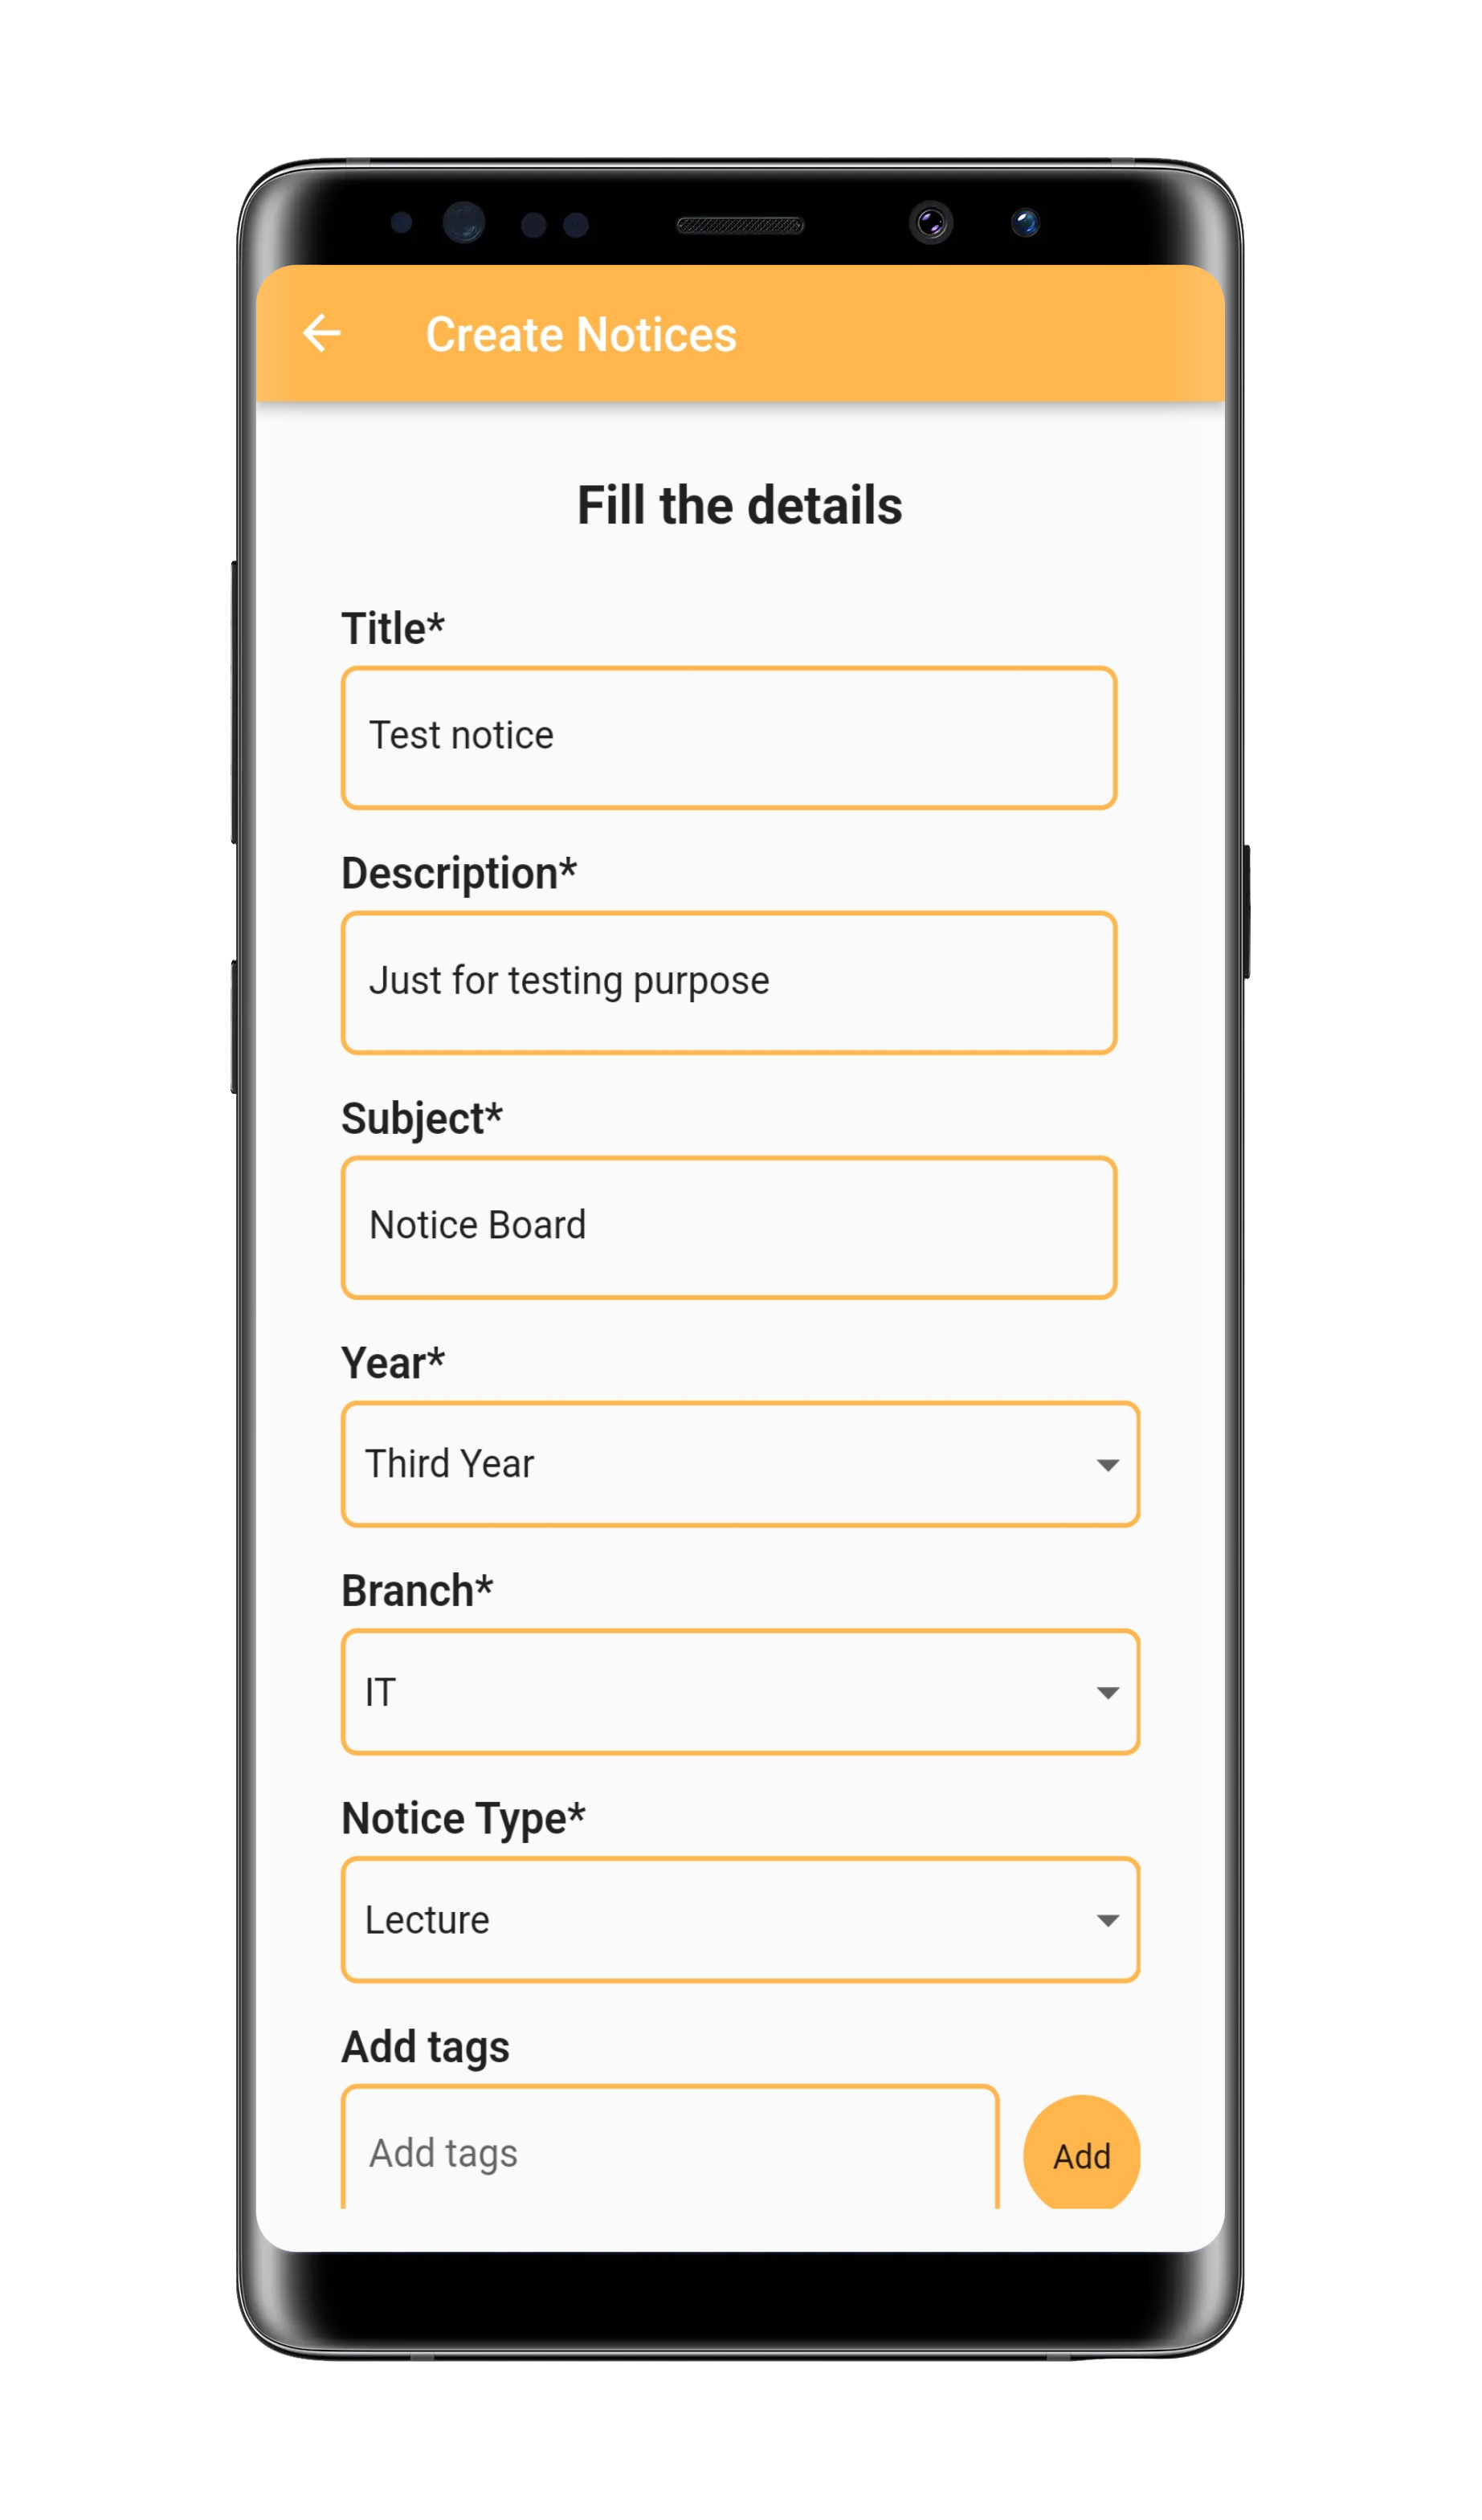 Create Notices
Fill the details
Title*
Test notice
Description*
Just for testing purpose
Subject*
Notice Board
Year*
Third Year
Branch*
IT
Notice Type*
Lecture
Add tags
Add tags
Add